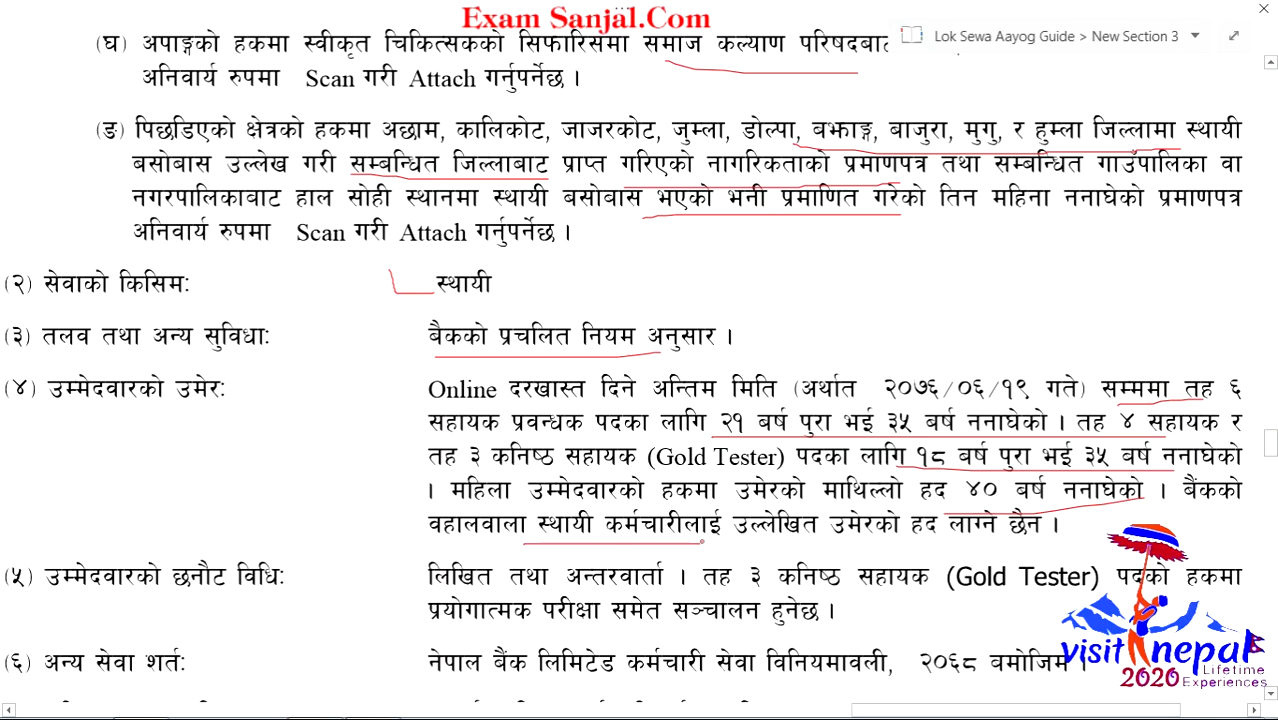 Exam Sanjal.Com
Lok Sewa Aayog Guide > New Section 3
(घ) अपाङ्गको हकमा स्वीकृत चिकित्सकको सिफारिसमा समाज कल्याण परिषदबाट
अनिवार्य रुपमा Scan गरी Attach गर्नुपर्नेछ ।
(ङ) पिछडिएको क्षेत्रको हकमा अछाम, कालिकोट, जाजरकोट, जुम्ला, डोल्पा, बझाङ्ग, बाजुरा, मुगु, र हुम्ला जिल्लामा स्थायी
बसोबास उल्लेख गरी सम्बन्धित जिल्लाबाट प्राप्त गरिएको नागरिकताको प्रमाणपत्र तथा सम्बन्धित गाउँपालिका वा
नगरपालिकाबाट हाल सोही स्थानमा स्थायी बसोबास भएको भनी प्रमाणित गरेको तिन महिना ननाघेको प्रमाणपत्र
अनिवार्य रुपमा Scan गरी Attach गर्नुपर्नेछ ।
(२) सेवाको किसिम: स्थायी
(३) तलव तथा अन्य सुविधा: बैकको प्रचलित नियम अनुसार ।
(४) उम्मेदवारको उमेर: Online दरखास्त दिने अन्तिम मिति (अर्थात २०७६/०६/१९ गते) सम्ममा तह ६
सहायक प्रवन्धक पदका लागि २१ बर्ष पुरा भई ३५ बर्ष ननाघेको । तह ४ सहायक र
तह ३ कनिष्ठ सहायक (Gold Tester) पदका लागि १८ बर्ष पुरा भई ३५ बर्ष ननाघेको
। महिला उम्मेदवारको हकमा उमेरको माथिल्लो हद ४० बर्ष ननाघेको । बैंकको
वहालवाला स्थायी कर्मचारीलाई उल्लेखित उमेरको हद लाग्ने छैन ।
(५) उम्मेदवारको छनौट विधि: लिखित तथा अन्तरवार्ता । तह ३ कनिष्ठ सहायक (Gold Tester) पदको हकमा
प्रयोगात्मक परीक्षा समेत सञ्चालन हुनेछ ।
(६) अन्य सेवा शर्त: नेपाल बैंक लिमिटेड कर्मचारी सेवा विनियमावली, २०६८ वमोजिम ।
visit nepal
2020 Lifetime
Experiences